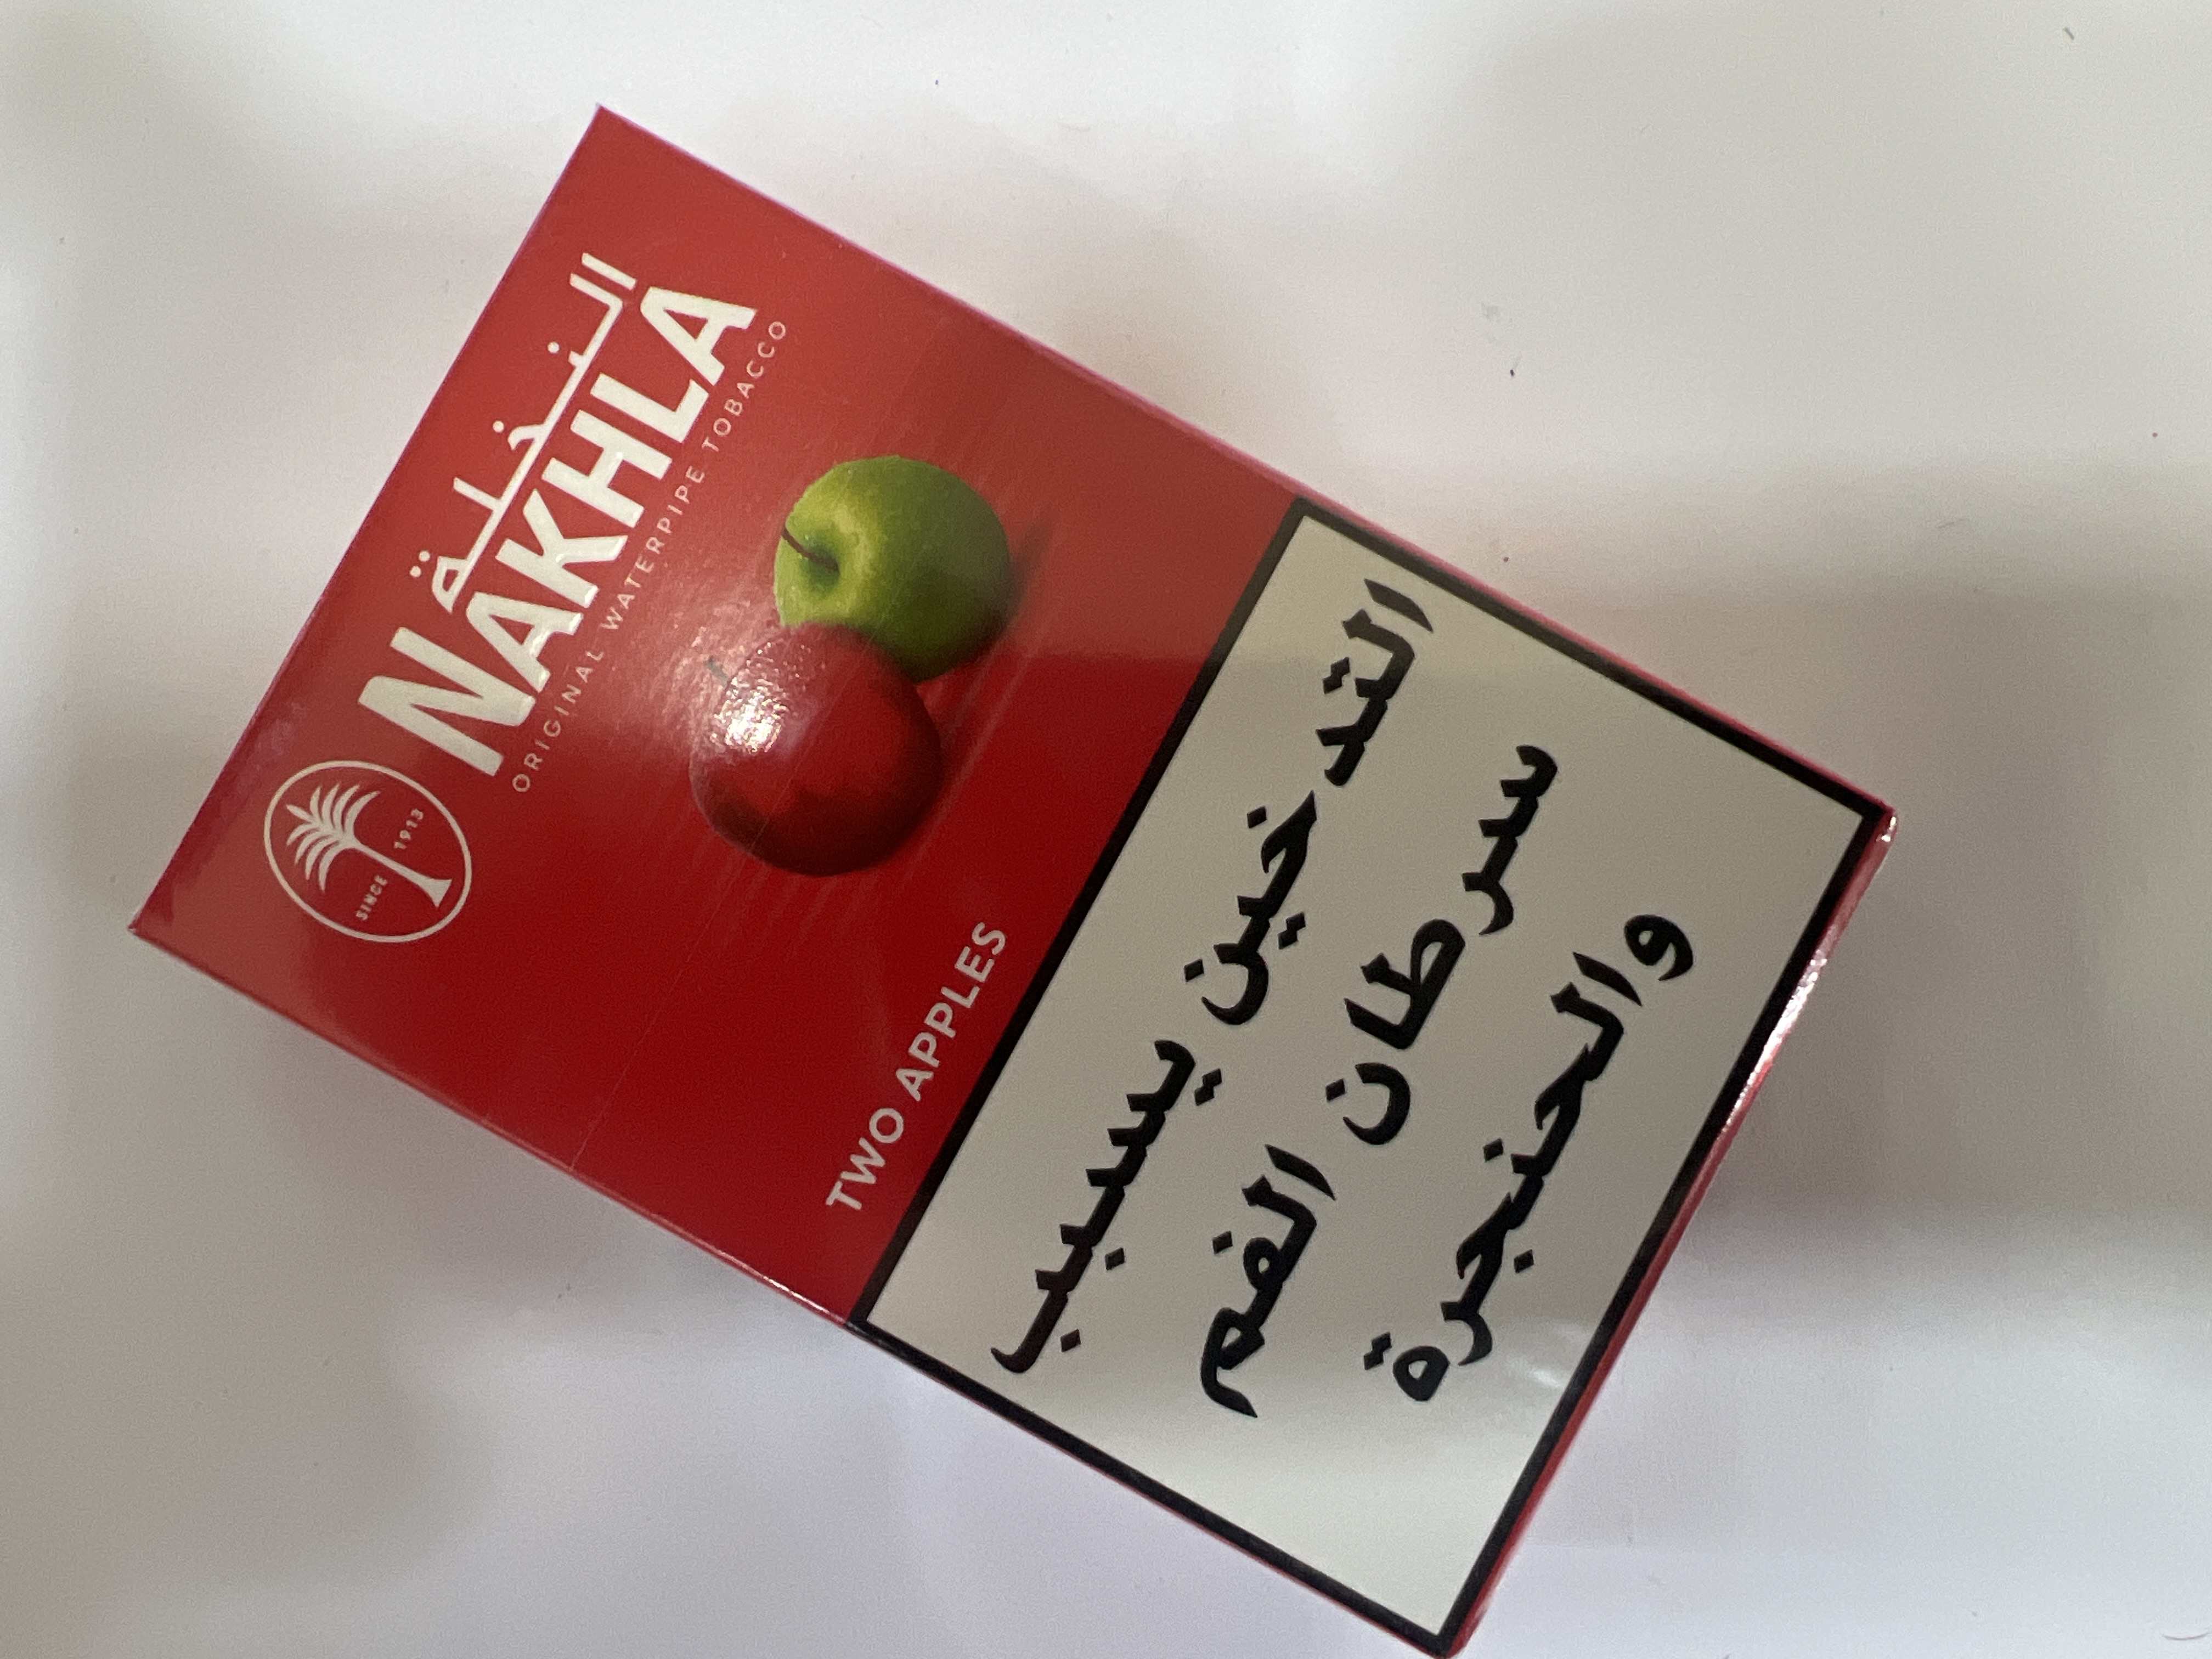 النخلة
NAKHLA
ORIGINAL WATERPIPE TOBACCO
SINCE 1913
TWO APPLES
التدخين يسبب
سرطان الفم
والحنجرة